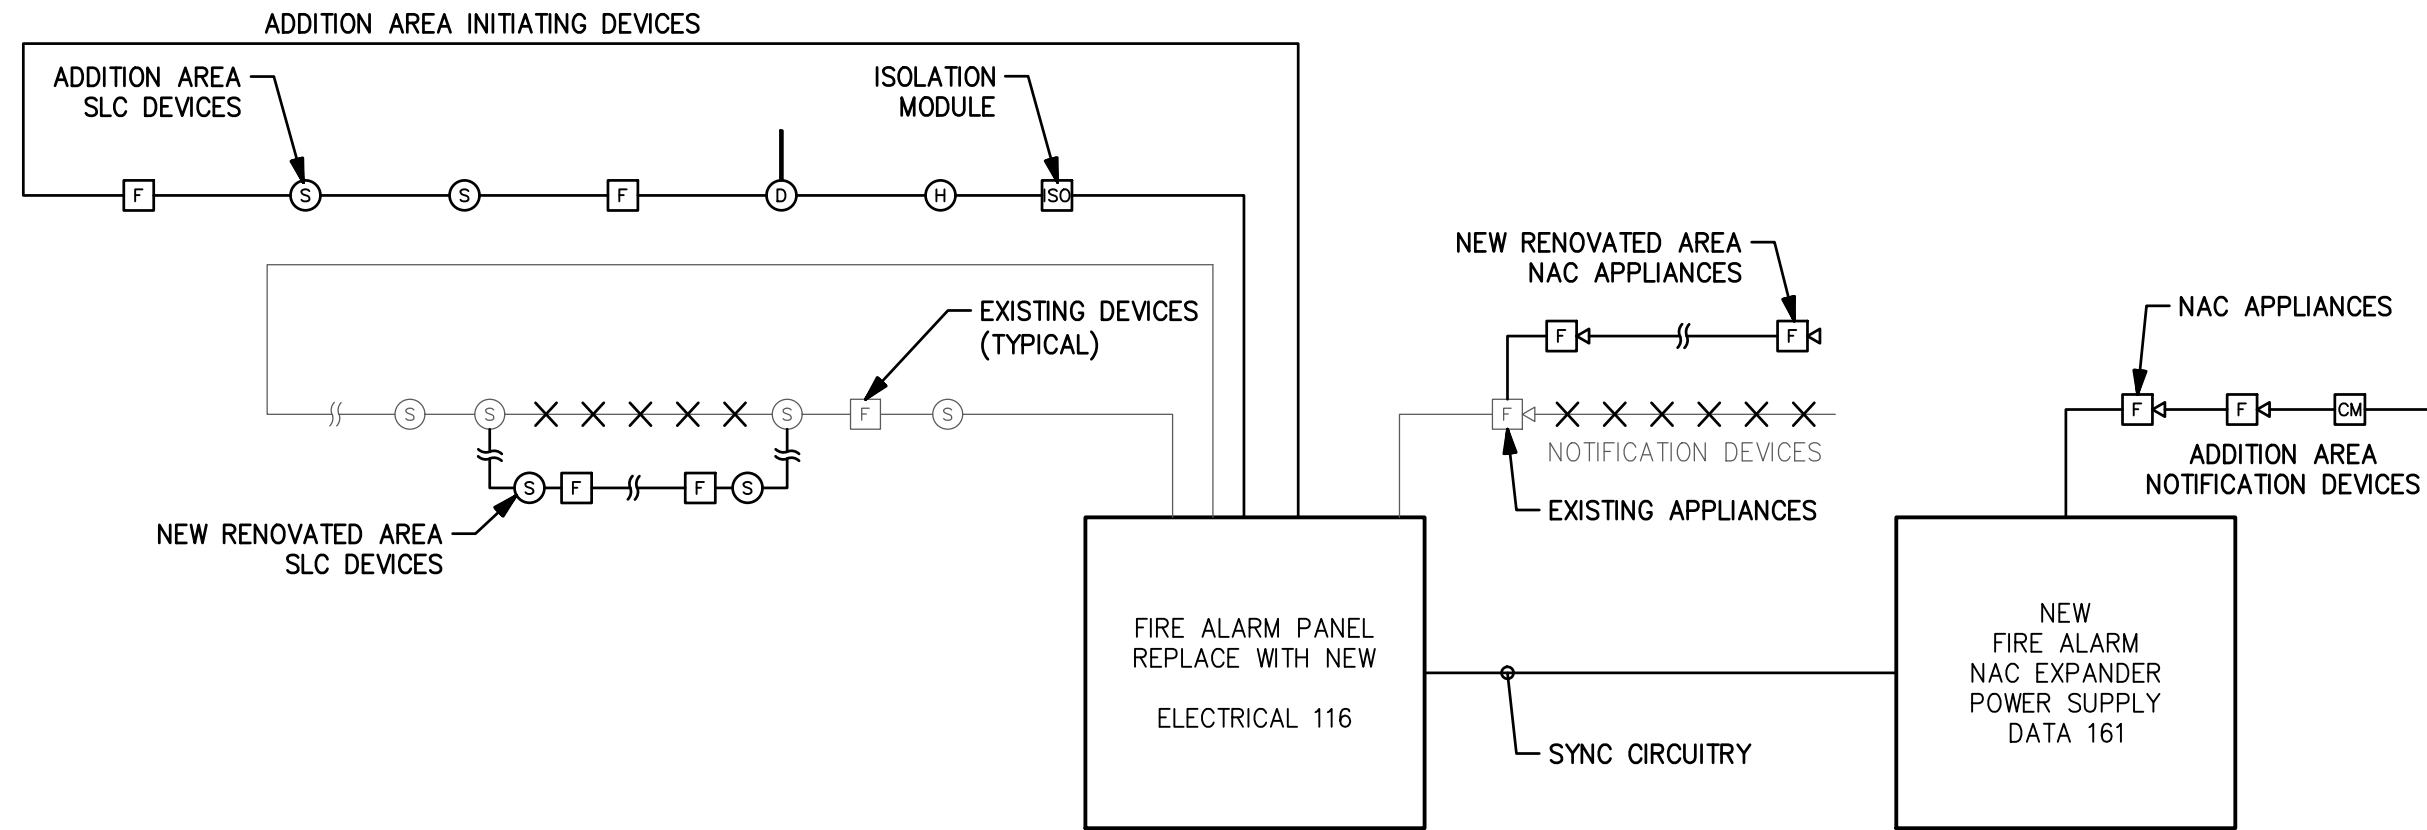 ADDITION AREA INITIATING DEVICES
ADDITION AREA
SLC DEVICES
ISOLATION
MODULE
F
S
S
F
D
H
ISO
NEW RENOVATED AREA
NAC APPLIANCES
EXISTING DEVICES
(TYPICAL)
F
F
NAC APPLIANCES
S
S
S
F
S
F
NOTIFICATION DEVICES
F
F
CM
ADDITION AREA
NOTIFICATION DEVICES
S
F
F
S
EXISTING APPLIANCES
NEW RENOVATED AREA
SLC DEVICES
FIRE ALARM PANEL
REPLACE WITH NEW
ELECTRICAL 116
SYNC CIRCUITRY
NEW
FIRE ALARM
NAC EXPANDER
POWER SUPPLY
DATA 161